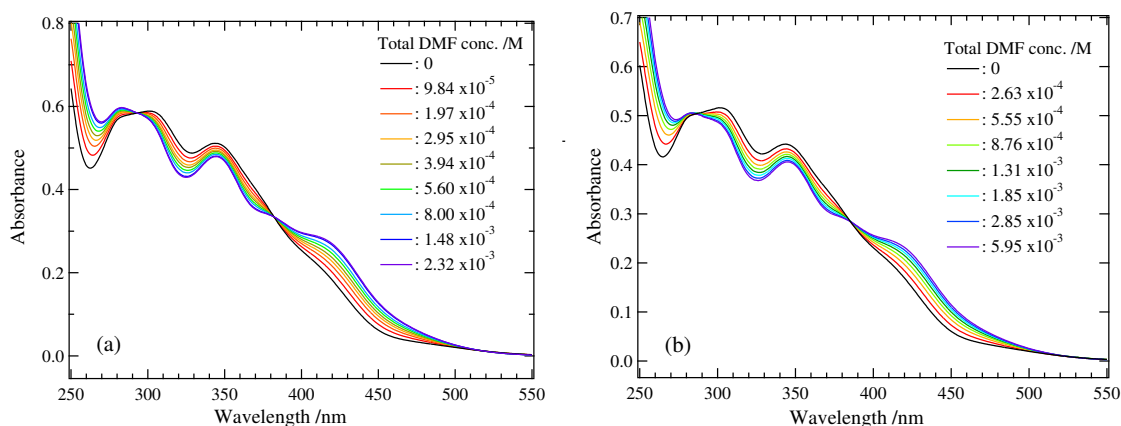 0.8
0.6
0.4
0.2
0.0
Absorbance
Total DMF conc. /M
: 0
: 9.84 x10-5
: 1.97 x10-4
: 2.95 x10-4
: 3.94 x10-4
: 5.60 x10-4
: 8.00 x10-4
: 1.48 x10-3
: 2.32 x10-3
(a)
250 300 350 400 450 500 550
Wavelength /nm
0.7
0.6
0.5
0.4
0.3
0.2
0.1
0.0
Absorbance
Total DMF conc. /M
: 0
: 2.63 x10-4
: 5.55 x10-4
: 8.76 x10-4
: 1.31 x10-3
: 1.85 x10-3
: 2.85 x10-3
: 5.95 x10-3
(b)
250 300 350 400 450 500 550
Wavelength /nm